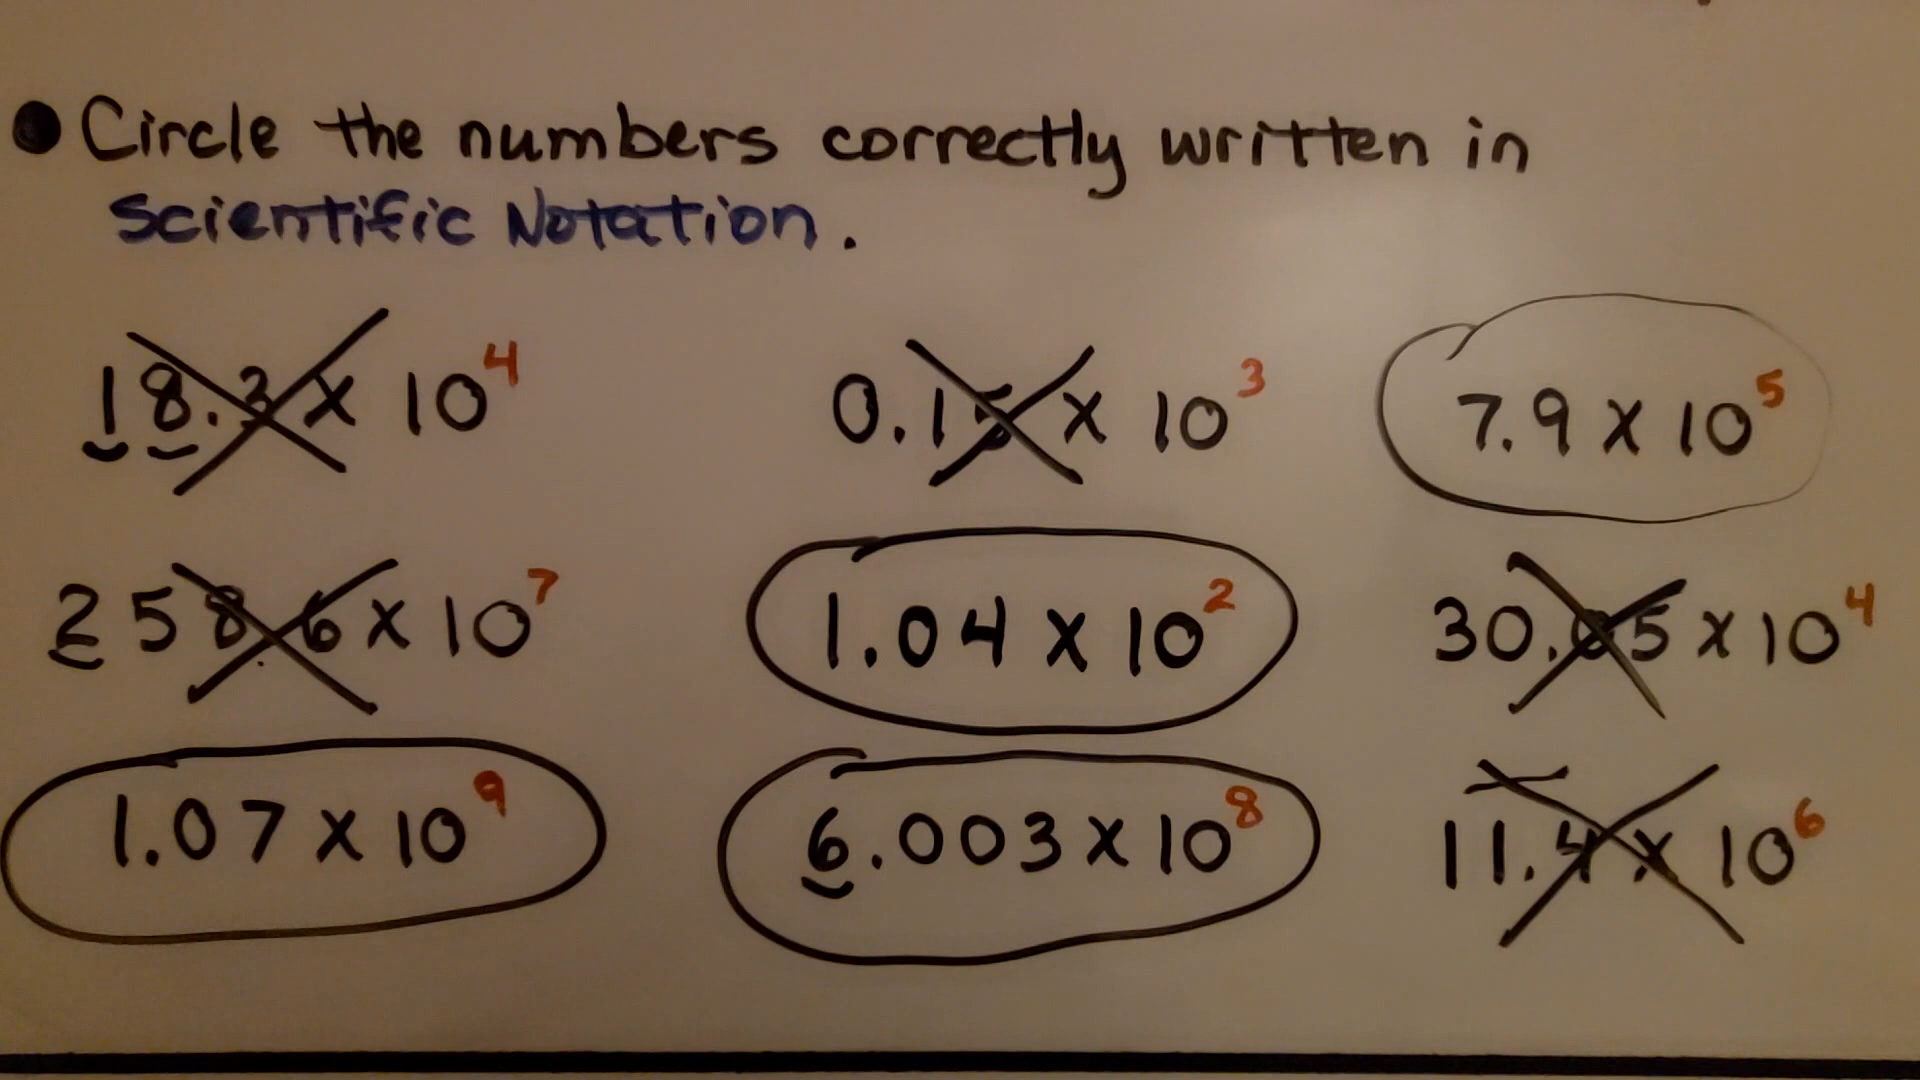 ● Circle the numbers correctly written in
Scientific Notation.
18.3 x 10⁴ 0.15 x 10³ 7.9 x 10⁵
258.6 x 10⁷ 1.04 x 10² 30.05 x 10⁴
1.07 x 10⁹ 6.003 x 10⁸ 11.4 x 10⁶